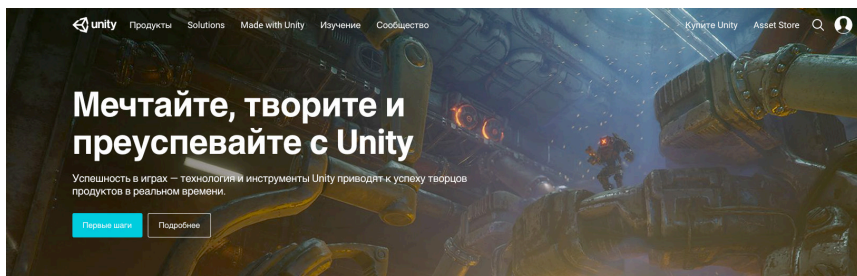 unity Продукты Solutions Made with Unity Изучение Сообщество Купите Unity Asset Store
Мечтайте, творите и
преуспевайте с Unity
Успешность в играх — технология и инструменты Unity приводят к успеху творцов
продуктов в реальном времени.
Первые шаги Подробнее